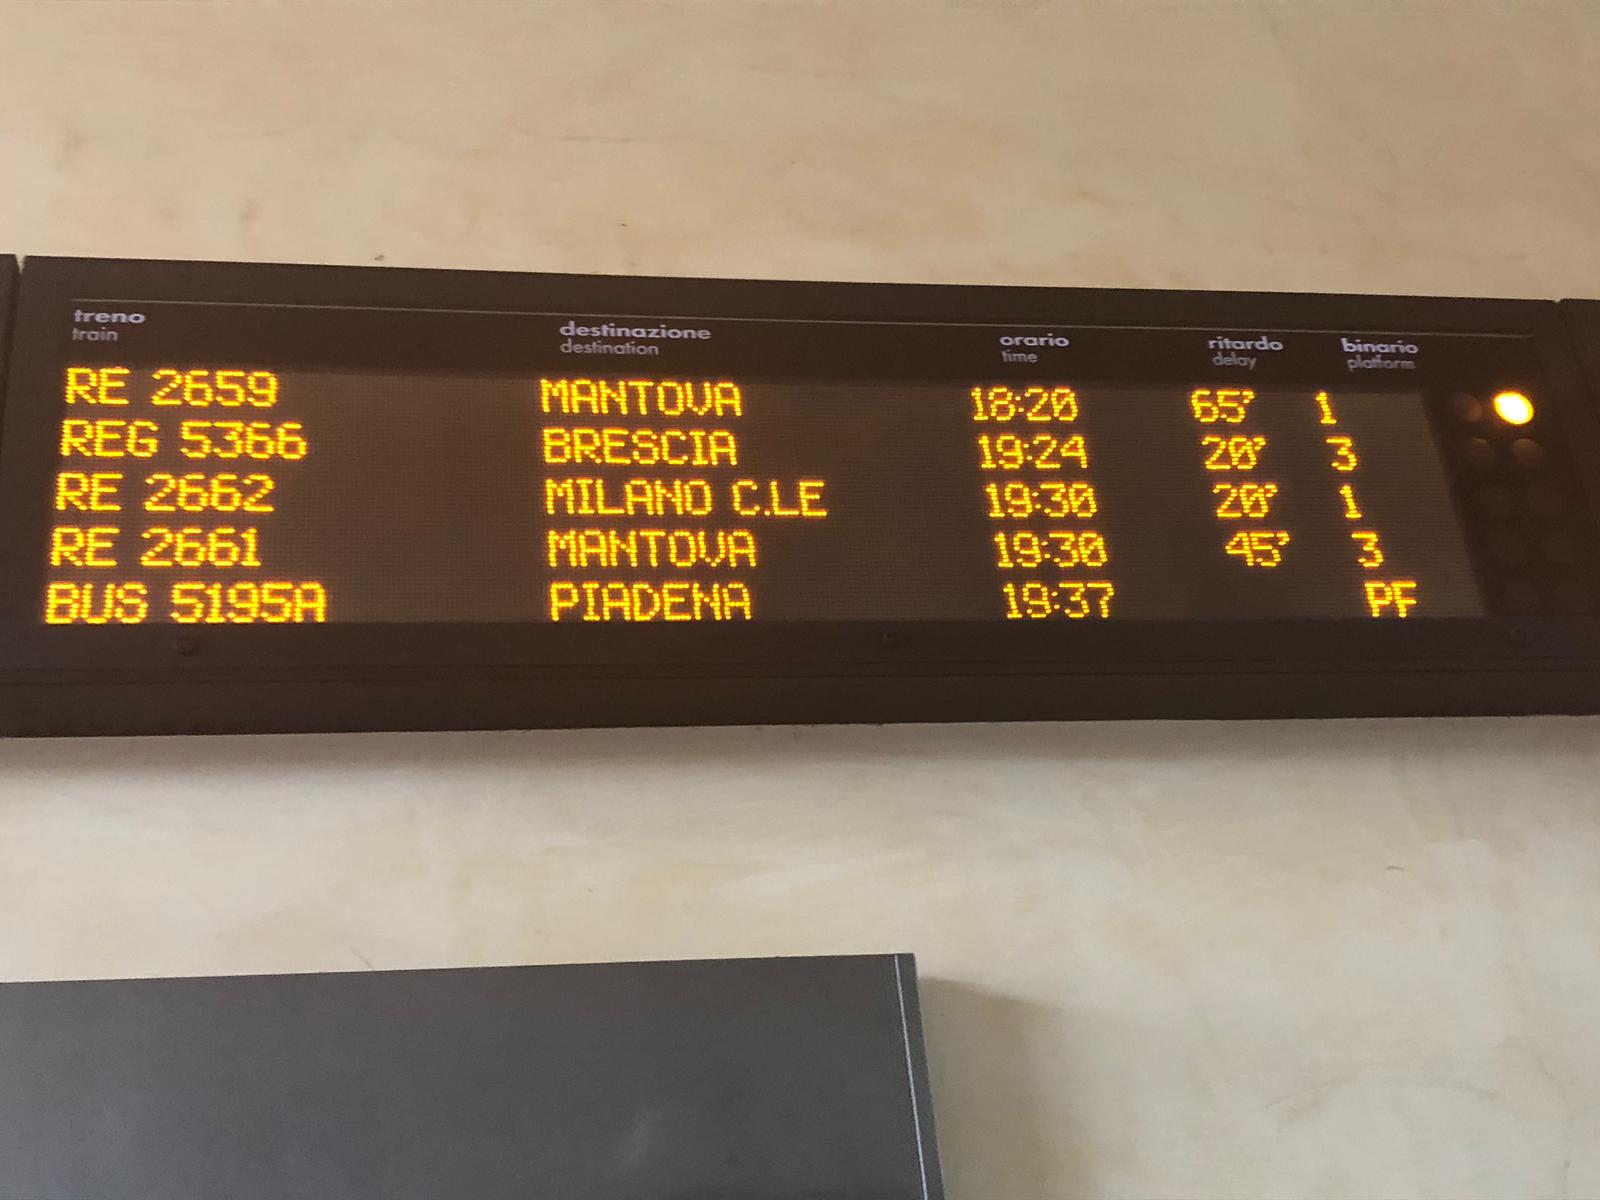 treno destinazione orario ritardo binario
train destination time delay platform
RE 2659 MANTOVA 18:20 65' 1
REG 5366 BRESCIA 19:24 20' 3
RE 2662 MILANO C.LE 19:30 20' 1
RE 2661 MANTOVA 19:30 45' 3
BUS 5195A PIADENA 19:37 PF